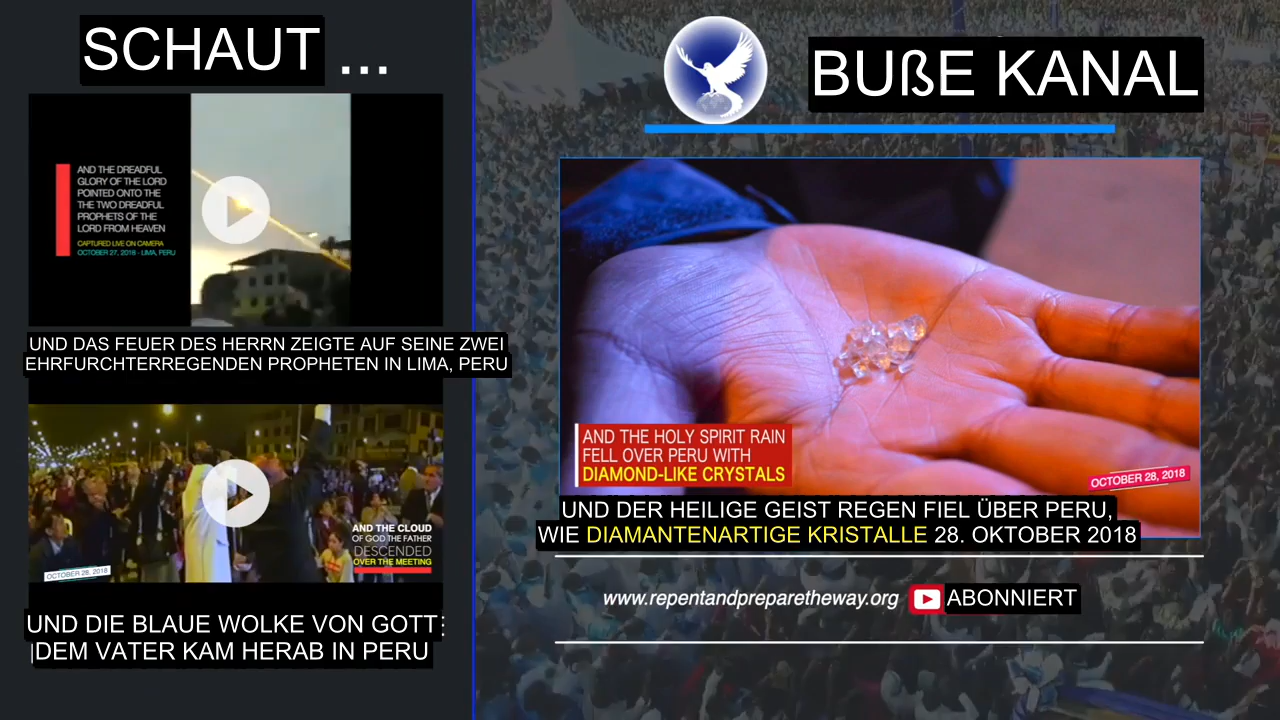 SCHAUT ...
AND THE DREADFUL
GLORY OF THE LORD
POINTED ONTO THE
THE TWO DREADFUL
PROPHETS OF THE
LORD FROM HEAVEN
CAPTURED LIVE ON CAMERA
OCTOBER 27, 2018 - LIMA, PERU
UND DAS FEUER DES HERRN ZEIGTE AUF SEINE ZWEI
EHRFURCHTERREGENDEN PROPHETEN IN LIMA, PERU
AND THE CLOUD
OF GOD THE FATHER
DESCENDED
OVER THE MEETING
OCTOBER 28, 2018
UND DIE BLAUE WOLKE VON GOTT
DEM VATER KAM HERAB IN PERU
BUßE KANAL
AND THE HOLY SPIRIT RAIN
FELL OVER PERU WITH
DIAMOND-LIKE CRYSTALS
OCTOBER 28, 2018
UND DER HEILIGE GEIST REGEN FIEL ÜBER PERU,
WIE DIAMANTENARTIGE KRISTALLE 28. OKTOBER 2018
www.repentandpreparetheway.org ABONNIERT